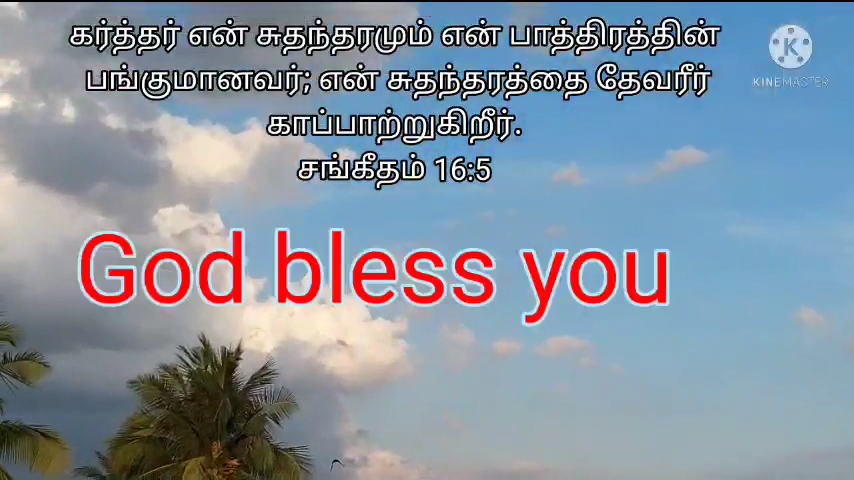 கர்த்தர் என் சுதந்தரமும் என் பாத்திரத்தின்
பங்குமானவர்; என் சுதந்தரத்தை தேவரீர்
காப்பாற்றுகிறீர்.
சங்கீதம் 16:5
God bless you
K
KINEMASTER